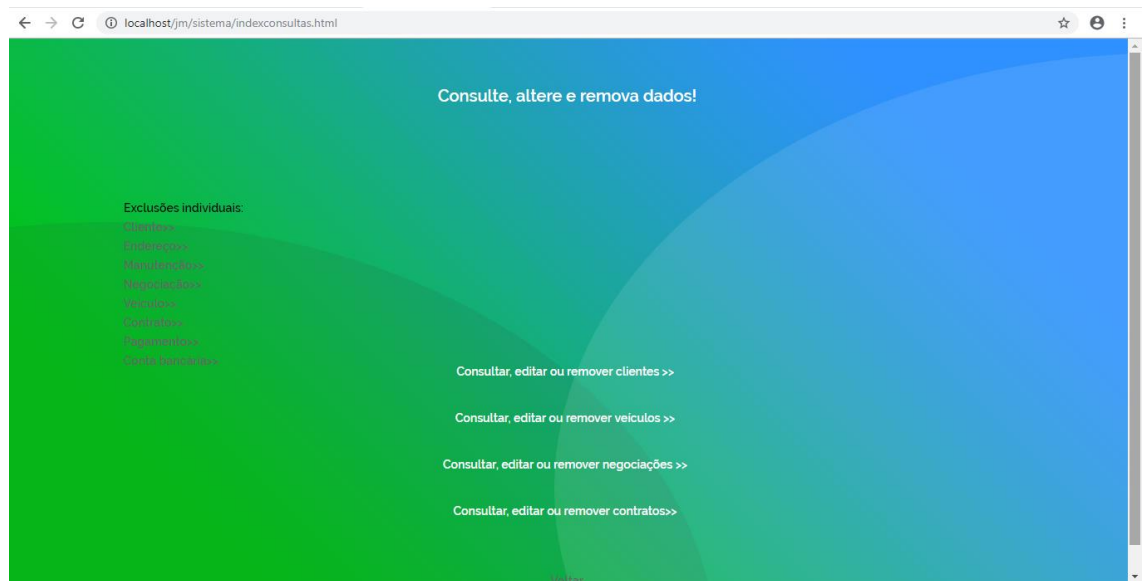 localhost/jm/sistema/indexconsultas.html
Consulte, altere e remova dados!
Exclusões individuais:
Cliente>>
Endereço>>
Manutenção>>
Negociação>>
Veículo>>
Contrato>>
Pagamento>>
Conta bancária>>
Consultar, editar ou remover clientes >>
Consultar, editar ou remover veículos >>
Consultar, editar ou remover negociações >>
Consultar, editar ou remover contratos>>